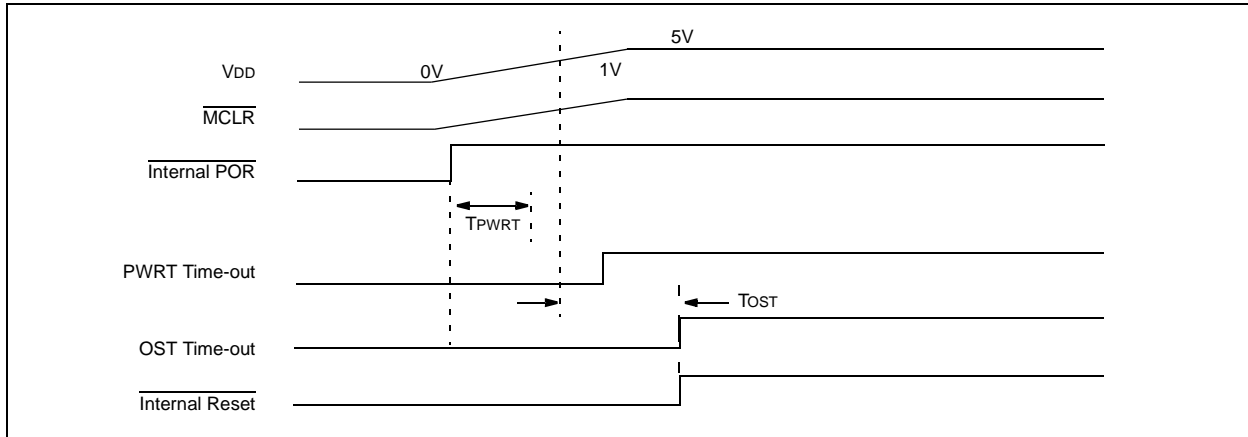 5V
VDD 0V 1V
MCLR
Internal POR
TPWRT
PWRT Time-out
TOST
OST Time-out
Internal Reset